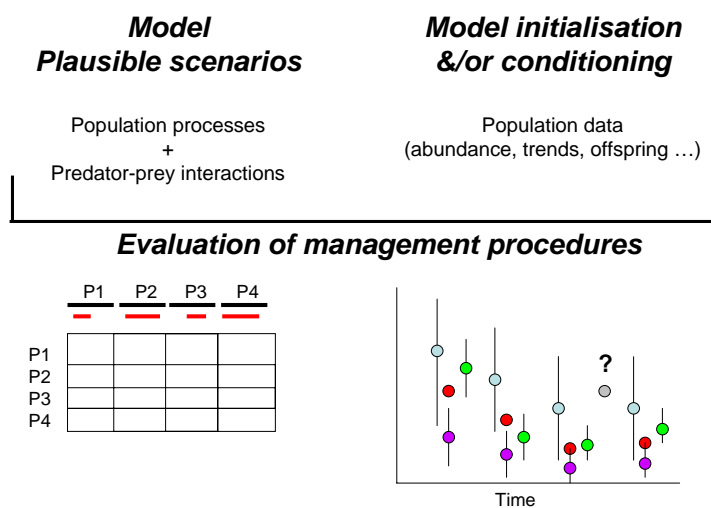 Model
Plausible scenarios
Model initialisation
&/or conditioning
Population processes
+
Predator-prey interactions
Population data
(abundance, trends, offspring …)
Evaluation of management procedures
P1 P2 P3 P4
P1
P2
P3
P4
?
Time